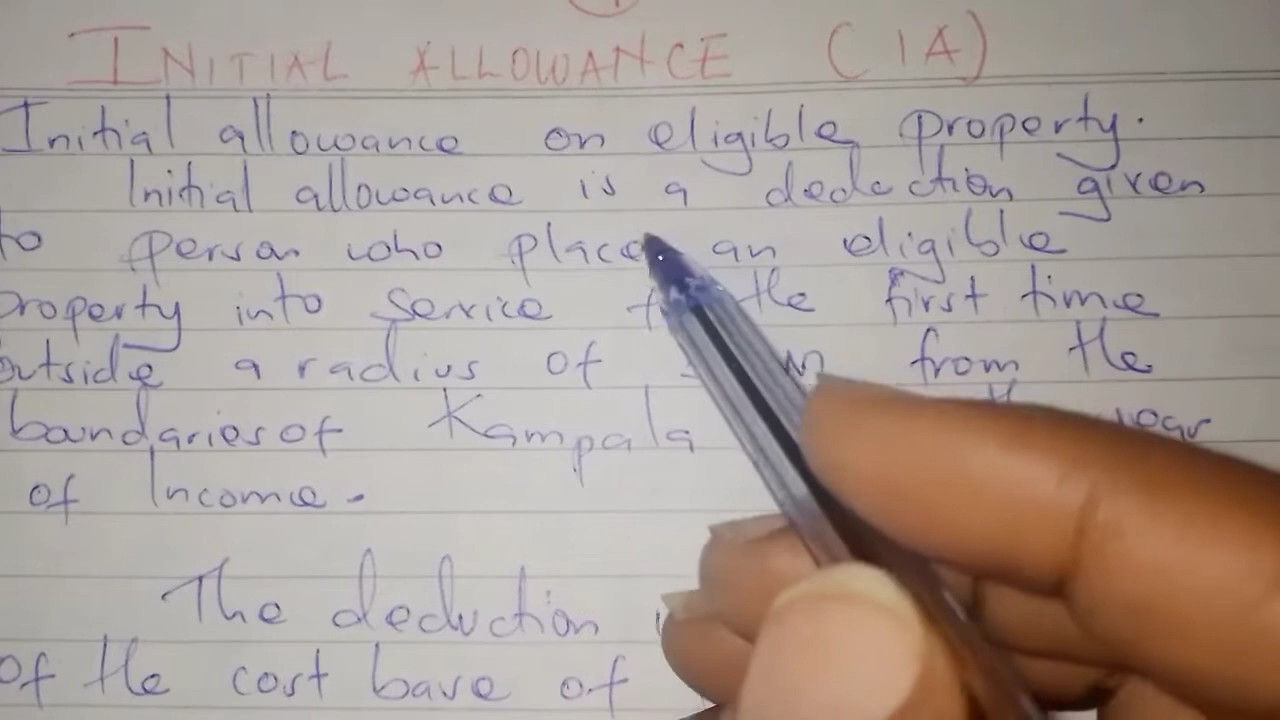 INITIAL ALLOWANCE (IA)
Initial allowance on eligible property.
Initial allowance is a deduction given
to person who place an eligible
property into service the first time
outside a radius of from the
boundaries of Kampala year
of Income.
The deduction
of the cost base of